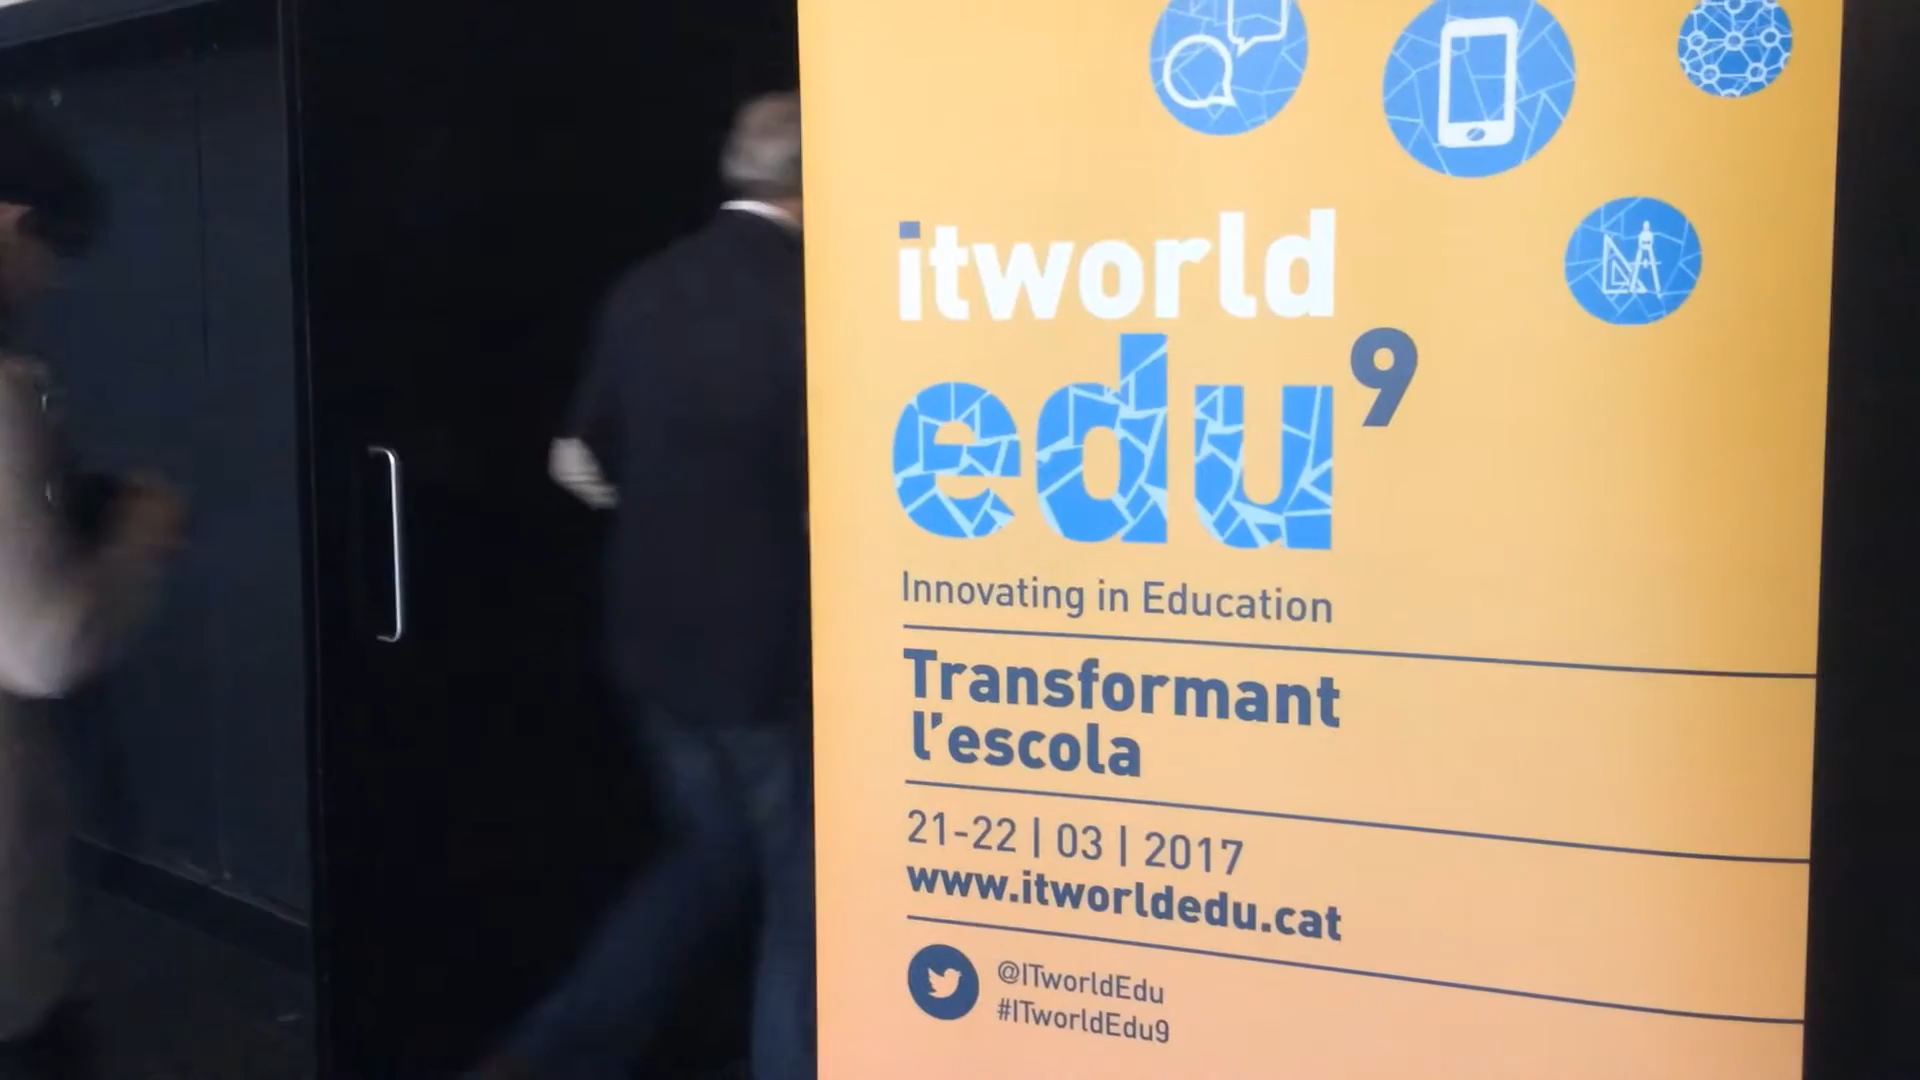 itworld
edu9
Innovating in Education
Transformant
l'escola
21-22 | 03 | 2017
www.itworldedu.cat
@ITworldEdu
#ITworldEdu9